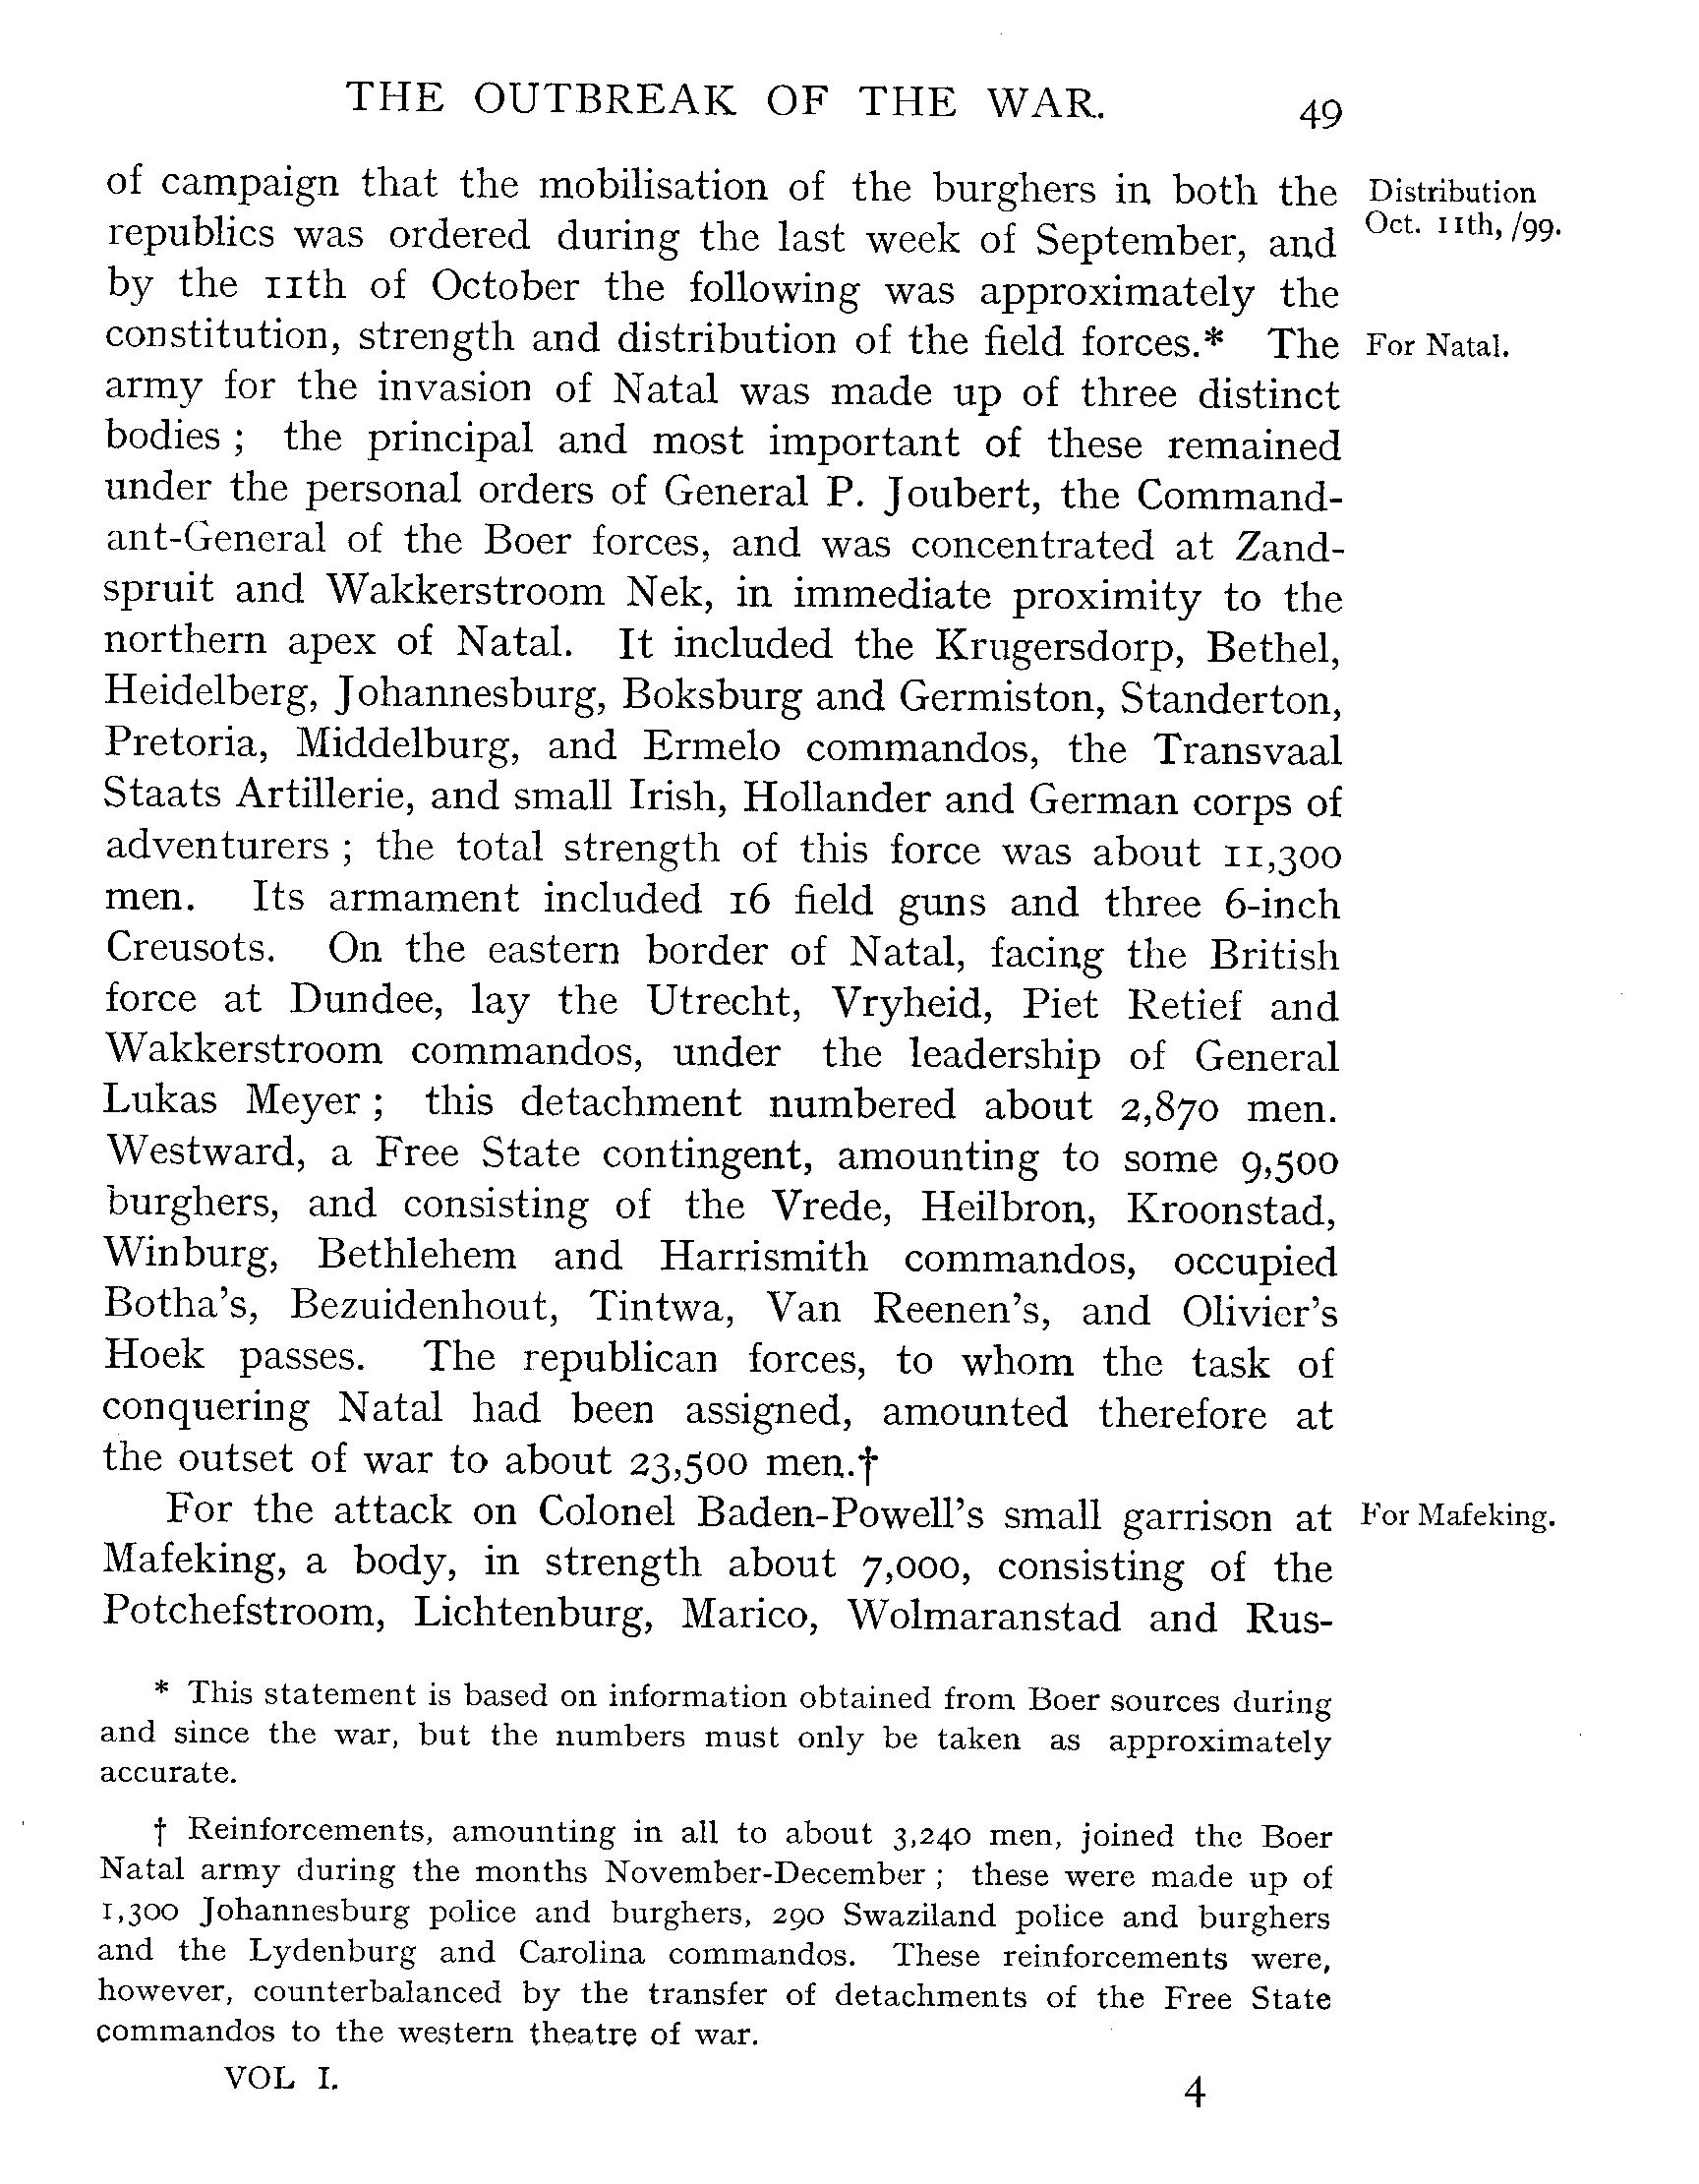 THE OUTBREAK OF THE WAR. 49
of campaign that the mobilisation of the burghers in both the
Distribution
republics was ordered during the last week of September, and
Oct. 11th, /99.
by the 11th of October the following was approximately the
constitution, strength and distribution of the field forces.* The
For Natal.
army for the invasion of Natal was made up of three distinct
bodies ; the principal and most important of these remained
under the personal orders of General P. Joubert, the Command-
ant-General of the Boer forces, and was concentrated at Zand-
spruit and Wakkerstroom Nek, in immediate proximity to the
northern apex of Natal. It included the Krugersdorp, Bethel,
Heidelberg, Johannesburg, Boksburg and Germiston, Standerton,
Pretoria, Middelburg, and Ermelo commandos, the Transvaal
Staats Artillerie, and small Irish, Hollander and German corps of
adventurers ; the total strength of this force was about 11,300
men. Its armament included 16 field guns and three 6-inch
Creusots. On the eastern border of Natal, facing the British
force at Dundee, lay the Utrecht, Vryheid, Piet Retief and
Wakkerstroom commandos, under the leadership of General
Lukas Meyer ; this detachment numbered about 2,870 men.
Westward, a Free State contingent, amounting to some 9,500
burghers, and consisting of the Vrede, Heilbron, Kroonstad,
Winburg, Bethlehem and Harrismith commandos, occupied
Botha's, Bezuidenhout, Tintwa, Van Reenen's, and Olivier's
Hoek passes. The republican forces, to whom the task of
conquering Natal had been assigned, amounted therefore at
the outset of war to about 23,500 men.†
For the attack on Colonel Baden-Powell's small garrison at
For Mafeking.
Mafeking, a body, in strength about 7,000, consisting of the
Potchefstroom, Lichtenburg, Marico, Wolmaranstad and Rus-
* This statement is based on information obtained from Boer sources during
and since the war, but the numbers must only be taken as approximately
accurate.
† Reinforcements, amounting in all to about 3,240 men, joined the Boer
Natal army during the months November-December ; these were made up of
1,300 Johannesburg police and burghers, 290 Swaziland police and burghers
and the Lydenburg and Carolina commandos. These reinforcements were,
however, counterbalanced by the transfer of detachments of the Free State
commandos to the western theatre of war.
VOL I. 4